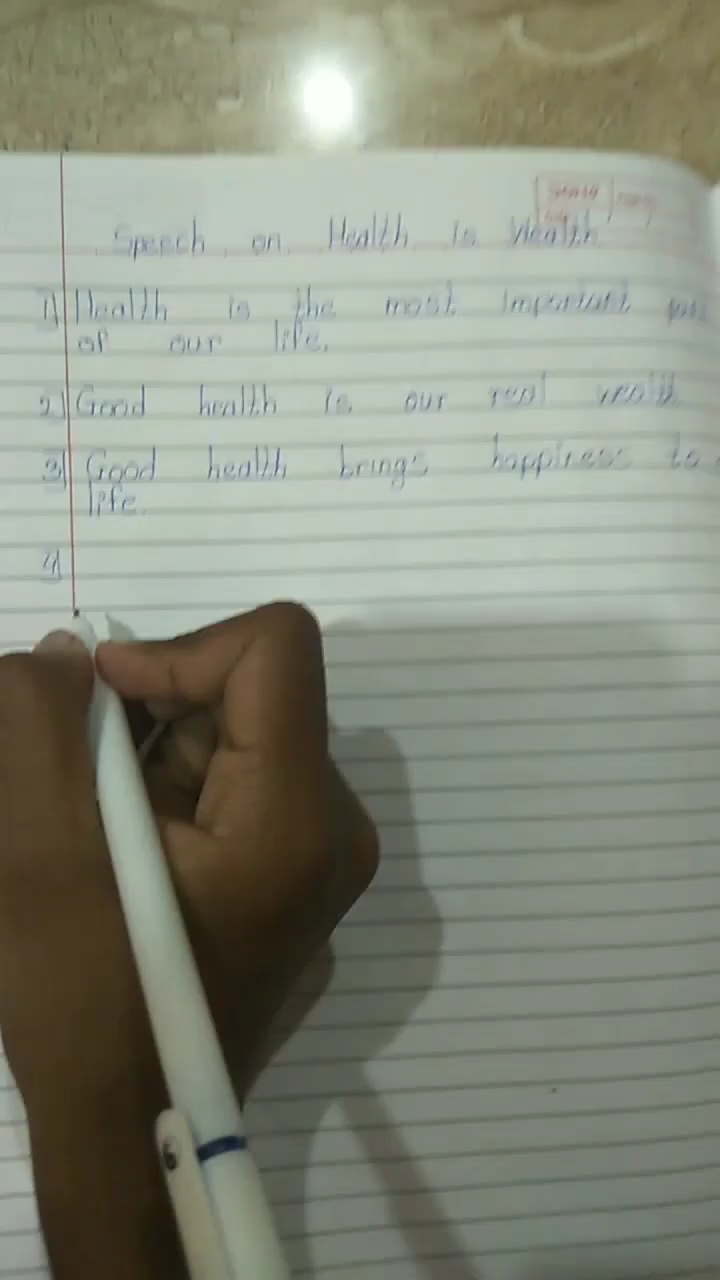 Speech on Health is Wealth
1) Health is the most important
of our life.
2) Good health is our real wealth
3) Good health brings happiness to
life.
4)